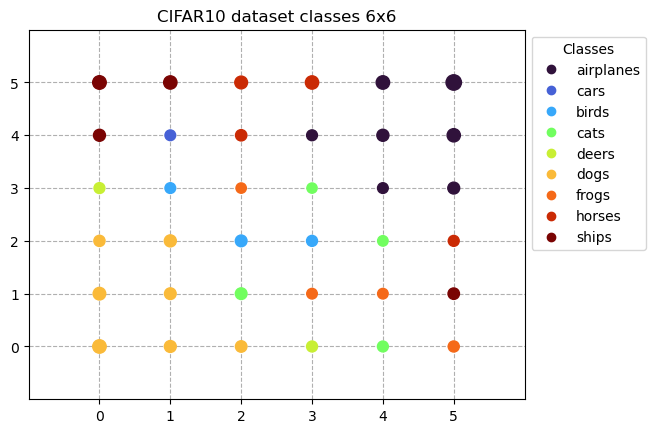 CIFAR10 dataset classes 6x6
Classes
airplanes
cars
birds
cats
deers
dogs
frogs
horses
ships
5
4
3
2
1
0
0 1 2 3 4 5